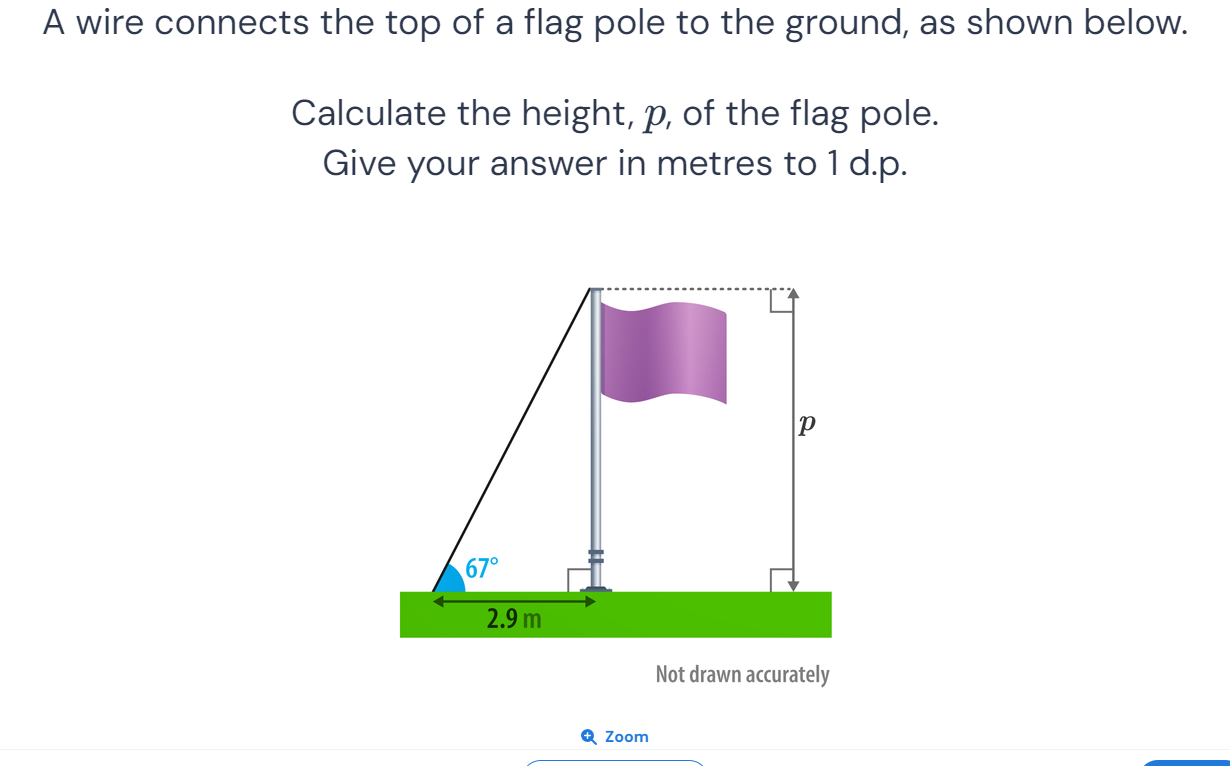 A wire connects the top of a flag pole to the ground, as shown below.
Calculate the height, p, of the flag pole.
Give your answer in metres to 1 d.p.
p
67°
2.9 m
Not drawn accurately
Zoom